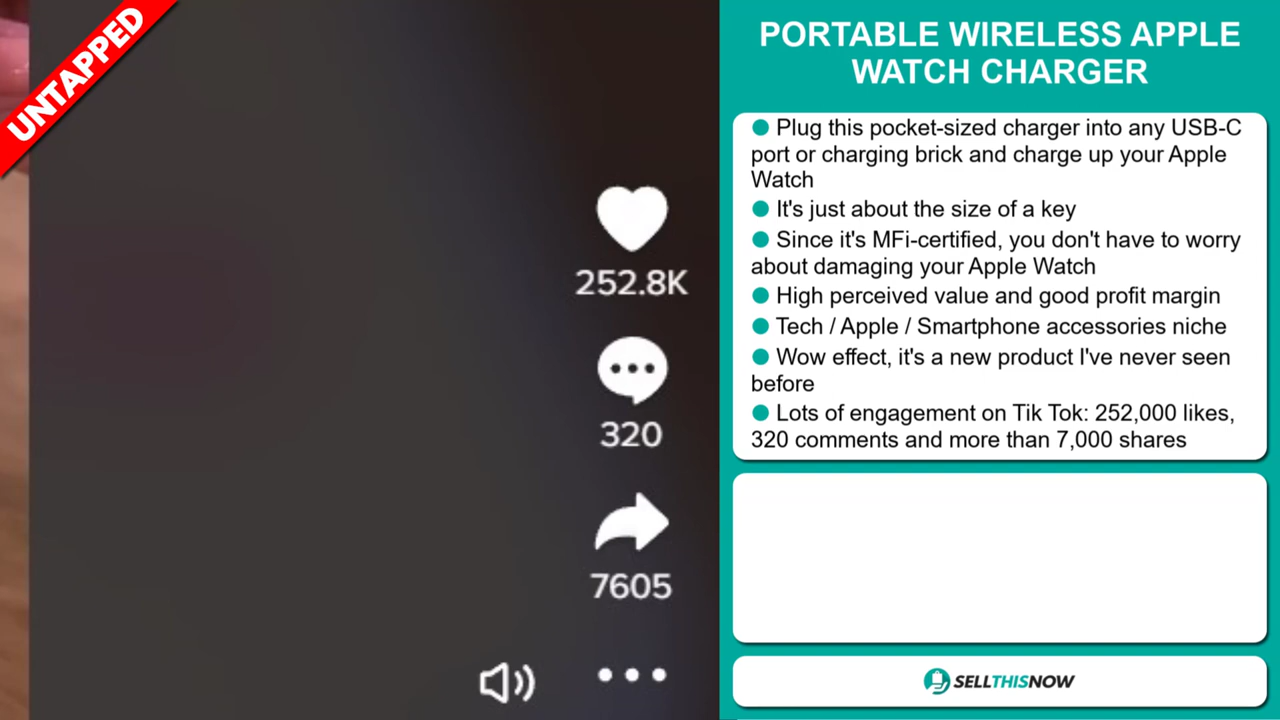 UNTAPPED
252.8K
320
7605
PORTABLE WIRELESS APPLE
WATCH CHARGER
● Plug this pocket-sized charger into any USB-C
port or charging brick and charge up your Apple
Watch
● It's just about the size of a key
● Since it's MFi-certified, you don't have to worry
about damaging your Apple Watch
● High perceived value and good profit margin
● Tech / Apple / Smartphone accessories niche
● Wow effect, it's a new product I've never seen
before
● Lots of engagement on Tik Tok: 252,000 likes,
320 comments and more than 7,000 shares
SELLTHISNOW